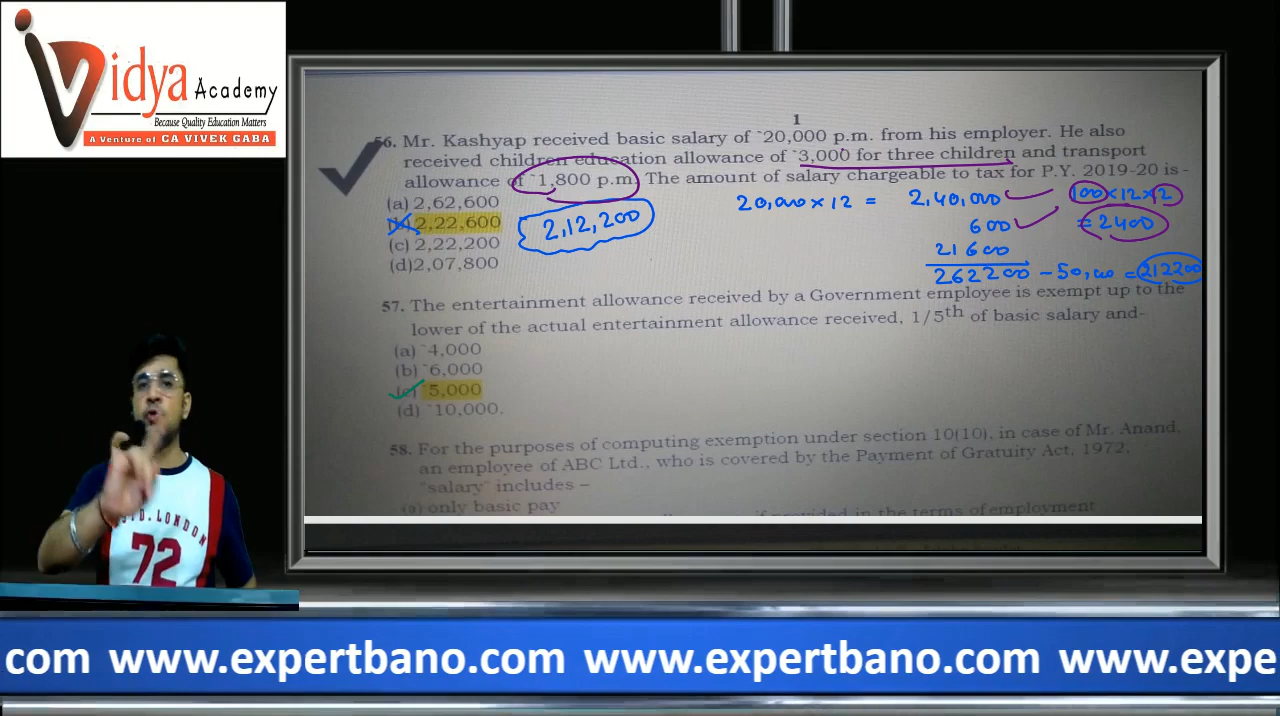 Vidya Academy
Because Quality Education Matters
A Venture of CA VIVEK GABA
1
56. Mr. Kashyap received basic salary of `20,000 p.m. from his employer. He also
received children education allowance of `3,000 for three children and transport
allowance of `1,800 p.m. The amount of salary chargeable to tax for P.Y. 2019-20 is -
(a) 2,62,600
(b) 2,22,600
(c) 2,22,200
(d) 2,07,800
2,12,200
20,000 × 12 = 2,40,000
600
21600
262200 - 50,000 = 212200
100 × 12 × 2
= 2400
57. The entertainment allowance received by a Government employee is exempt up to the
lower of the actual entertainment allowance received, 1/5th of basic salary and-
(a) `4,000
(b) `6,000
(c) `5,000
(d) `10,000.
58. For the purposes of computing exemption under section 10(10), in case of Mr. Anand,
an employee of ABC Ltd., who is covered by the Payment of Gratuity Act, 1972,
"salary" includes –
(a) only basic pay
if provided in the terms of employment
LONDON
72
com www.expertbano.com www.expertbano.com www.expe